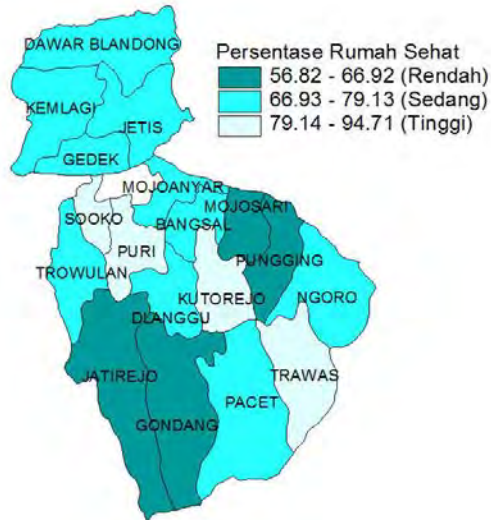 DAWAR BLANDONG
Persentase Rumah Sehat
56.82 - 66.92 (Rendah)
66.93 - 79.13 (Sedang)
79.14 - 94.71 (Tinggi)
KEMLAGI
JETIS
GEDEK
MOJOANYAR
MOJOSARI
SOOKO
BANGSAL
PURI
PUNGGING
TROWULAN
KUTOREJO
NGORO
DLANGGU
JATIREJO
TRAWAS
PACET
GONDANG